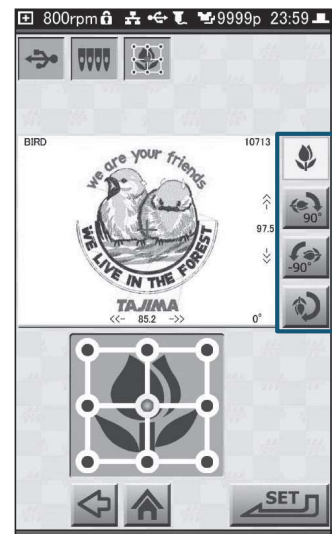 800rpm 9999p 23:59
BIRD 10713
we are your friends
WE LIVE IN THE FOREST
TAJIMA
97.5
<<- 85.2 ->> 0°
90°
-90°
SET